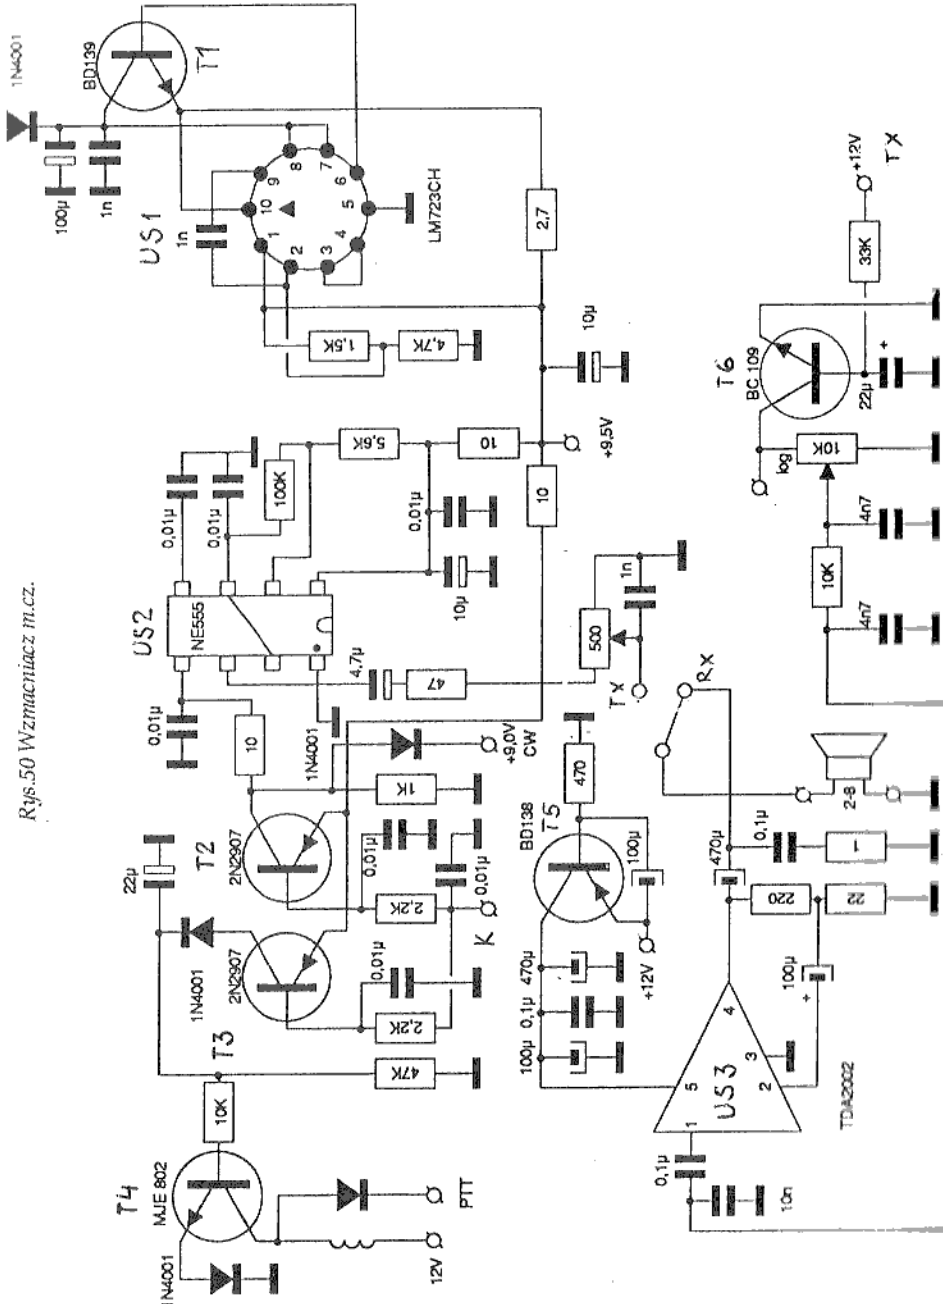 Rys.50 Wzmacniacz m.cz.
1N4001
BD139
T1
100μ
1n
US1
1n
1
2
3
4
5
6
7
8
9
10
LM723CH
2,7
1,5K
4,7K
10μ
+9,5V
10
10
5,6K
100K
0,01μ
0,01μ
0,01μ
10μ
US2
NE555
0,01μ
4,7μ
47
10
500
TX
1n
1N4001
+9,0V
CW
1K
T2
2N2907
0,01μ
0,01μ
2,2K
K
22μ
1N4001
2N2907
T3
0,01μ
2,2K
47K
10K
T4
MJE 802
1N4001
12V
PTT
BD138
T5
470
100μ
+12V
470μ
0,1μ
100μ
US3
1
2
3
4
5
TDA2002
0,1μ
10n
100μ
+
220
22
470μ
0,1μ
1
2-8
RX
T6
BC 109
33K
+12V
TX
22μ
+
log
10K
4n7
10K
4n7